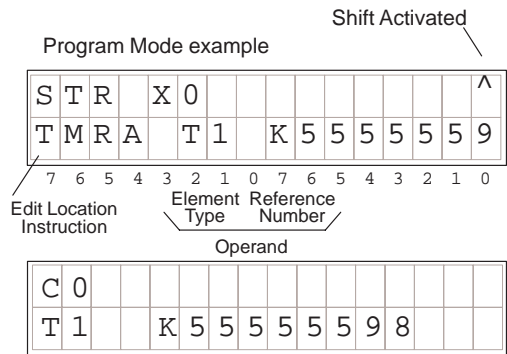 Shift Activated
Program Mode example
STR X0 ^
TMRA T1 K5555559
7 6 5 4 3 2 1 0 7 6 5 4 3 2 1 0
Edit Location Element Reference
Instruction Type Number
Operand
C0
T1 K55555598